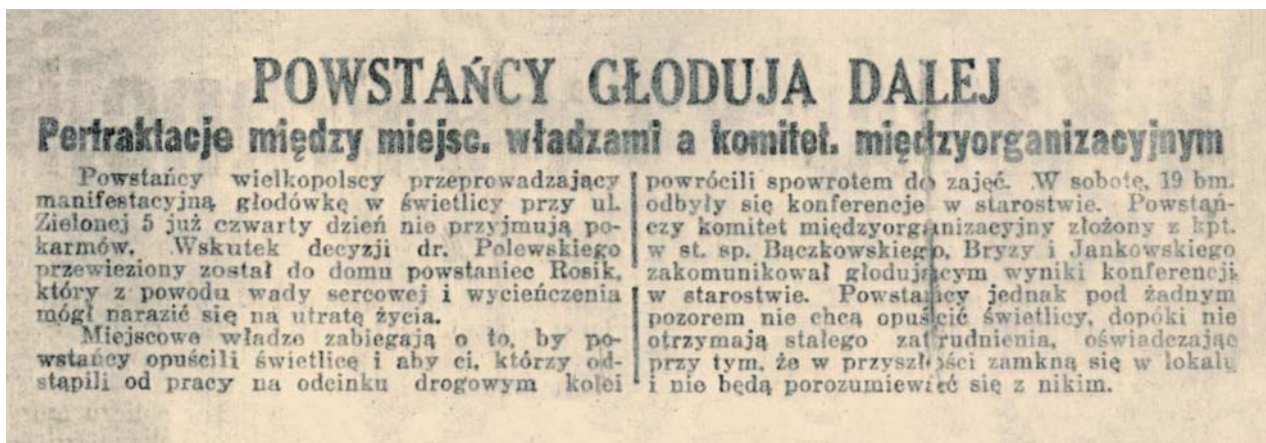 POWSTAŃCY GŁODUJA DALEJ
Pertraktacje między miejsc. władzami a komitet. międzyorganizacyjnym
Powstańcy wielkopolscy przeprowadzający
manifestacyjną głodówkę w świetlicy przy ul.
Zielonej 5 już czwarty dzień nie przyjmują po-
karmów. Wskutek decyzji dr. Polewskiego
przewieziony został do domu powstaniec Rosik,
który z powodu wady sercowej i wycieńczenia
mógł narazić się na utratę życia.
Miejscowe władze zabiegają o to, by po-
wstańcy opuścili świetlicę i aby ci, którzy od-
stąpili od pracy na odcinku drogowym kolei
powrócili spowrotem do zajęć. W sobotę, 19 bm.
odbyły się konferencje w starostwie. Powstań-
czy komitet międzyorganizacyjny złożony z kpt.
w st. sp. Bączkowskiego, Bryzy i Jankowskiego
zakomunikował głodującym wyniki konferencji
w starostwie. Powstańcy jednak pod żadnym
pozorem nie chcą opuścić świetlicy, dopóki nie
otrzymają stałego zatrudnienia, oświadczając
przy tym, że w przyszłości zamkną się w lokalu
i nie będą porozumiewać się z nikim.